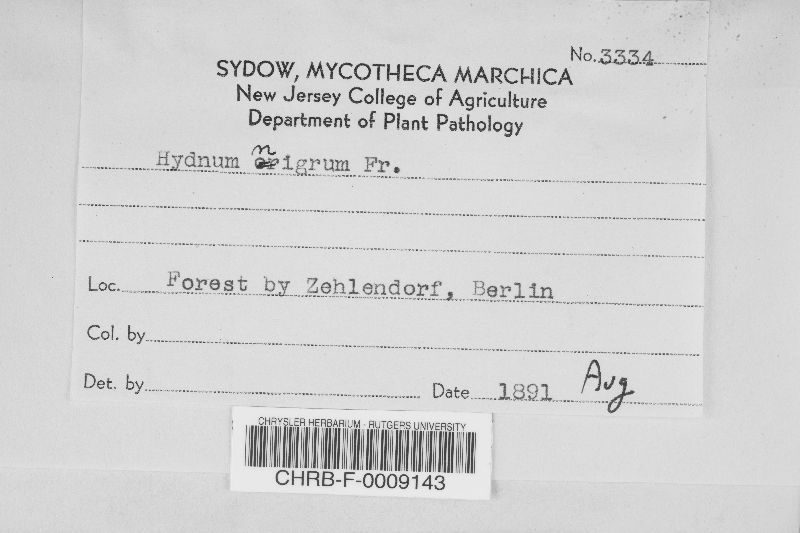 No. 3334
SYDOW, MYCOTHECA MARCHICA
New Jersey College of Agriculture
Department of Plant Pathology
Hydnum nigrum Fr.
Loc. Forest by Zehlendorf, Berlin
Col. by
Det. by Date 1891 Aug
CHRYSLER HERBARIUM - RUTGERS UNIVERSITY
CHRB-F-0009143